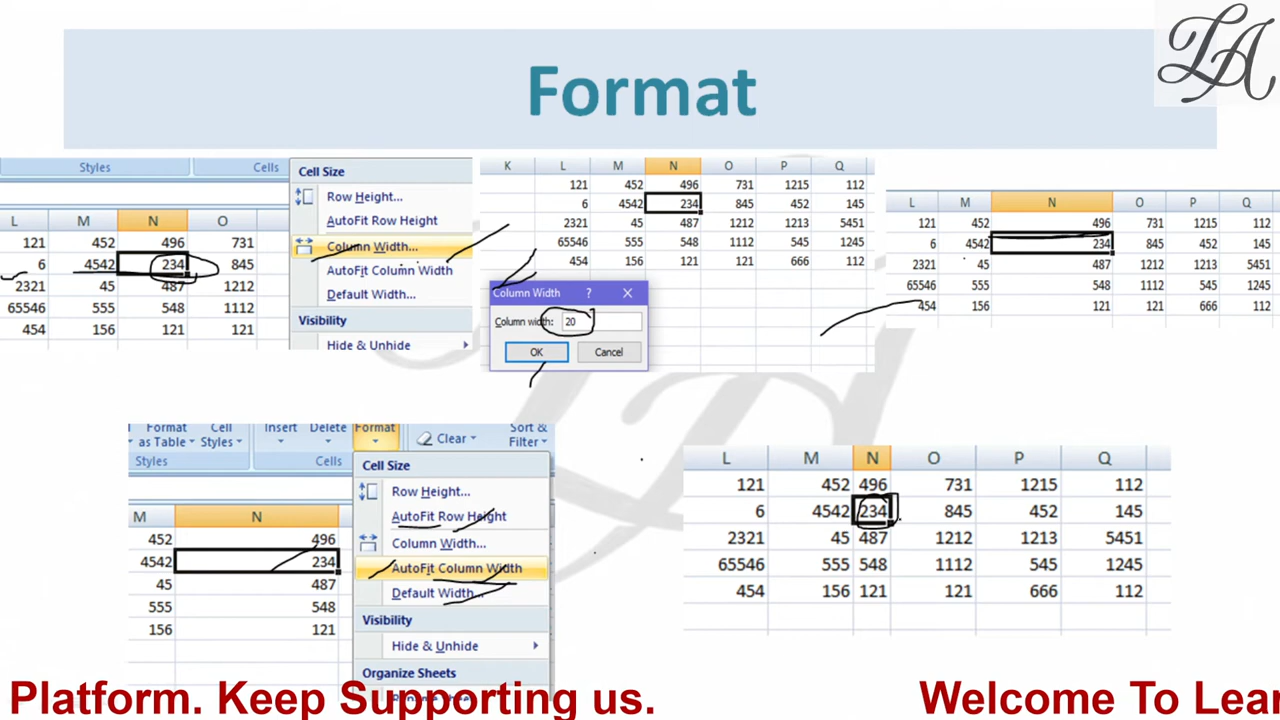 Format
LA
Styles Cells
L M N O
121 452 496 731
6 4542 234 845
2321 45 487 1212
65546 555 548 1112
454 156 121 121
Cell Size
Row Height...
AutoFit Row Height
Column Width...
AutoFit Column Width
Default Width...
Visibility
Hide & Unhide
K L M N O P Q
121 452 496 731 1215 112
6 4542 234 845 452 145
2321 45 487 1212 1213 5451
65546 555 548 1112 545 1245
454 156 121 121 666 112
Column Width ? X
Column width: 20
OK Cancel
L M N O P Q
121 452 496 731 1215 112
6 4542 234 845 452 145
2321 45 487 1212 1213 5451
65546 555 548 1112 545 1245
454 156 121 121 666 112
Format Cell Insert Delete Format Sort &
as Table Styles Clear Filter
Styles Cells
M N
452 496
4542 234
45 487
555 548
156 121
Cell Size
Row Height...
AutoFit Row Height
Column Width...
AutoFit Column Width
Default Width...
Visibility
Hide & Unhide
Organize Sheets
L M N O P Q
121 452 496 731 1215 112
6 4542 234 845 452 145
2321 45 487 1212 1213 5451
65546 555 548 1112 545 1245
454 156 121 121 666 112
Platform. Keep Supporting us. Welcome To Lear